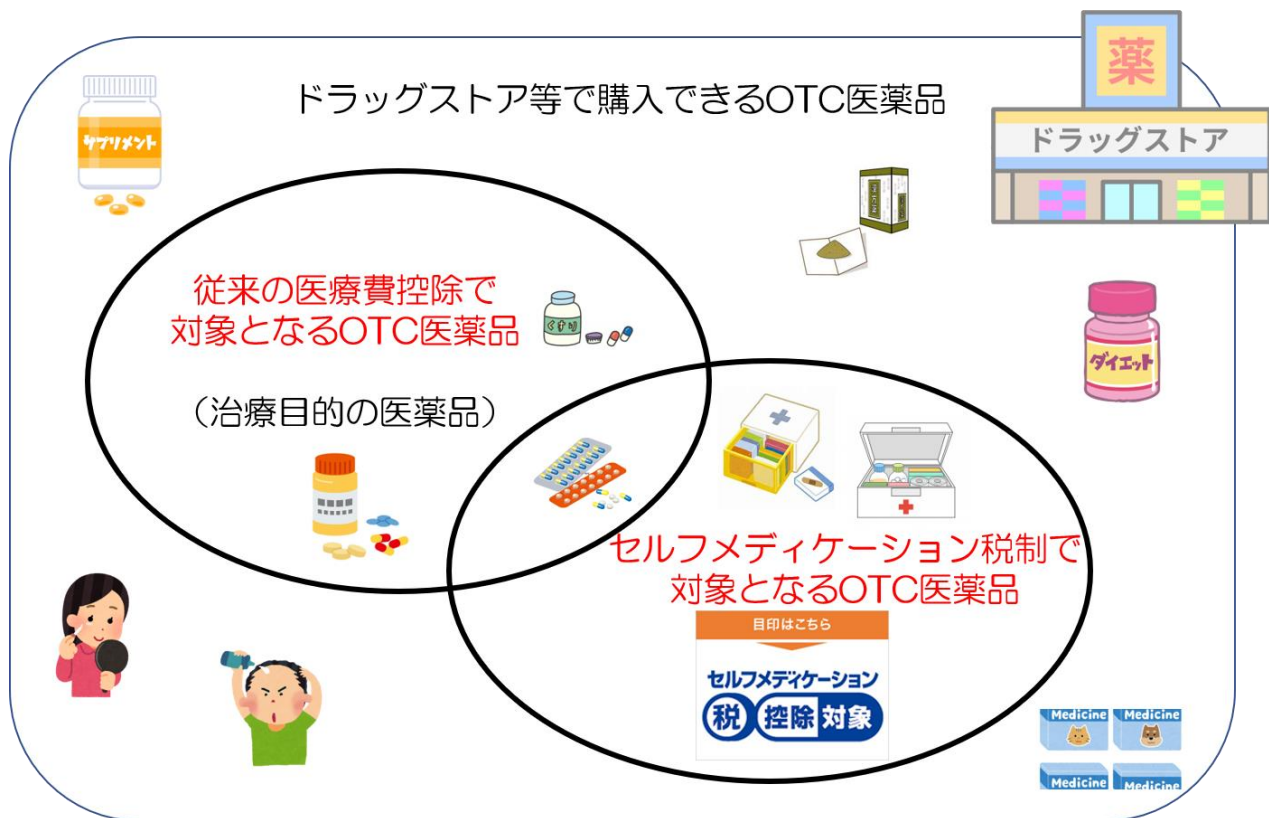 薬
ドラッグストア等で購入できるOTC医薬品
ドラッグストア
サプリメント
従来の医療費控除で
対象となるOTC医薬品
くすり
ダイエット
（治療目的の医薬品）
セルフメディケーション税制で
対象となるOTC医薬品
目印はこちら
セルフメディケーション
税 控除対象
Medicine Medicine
Medicine Medicine